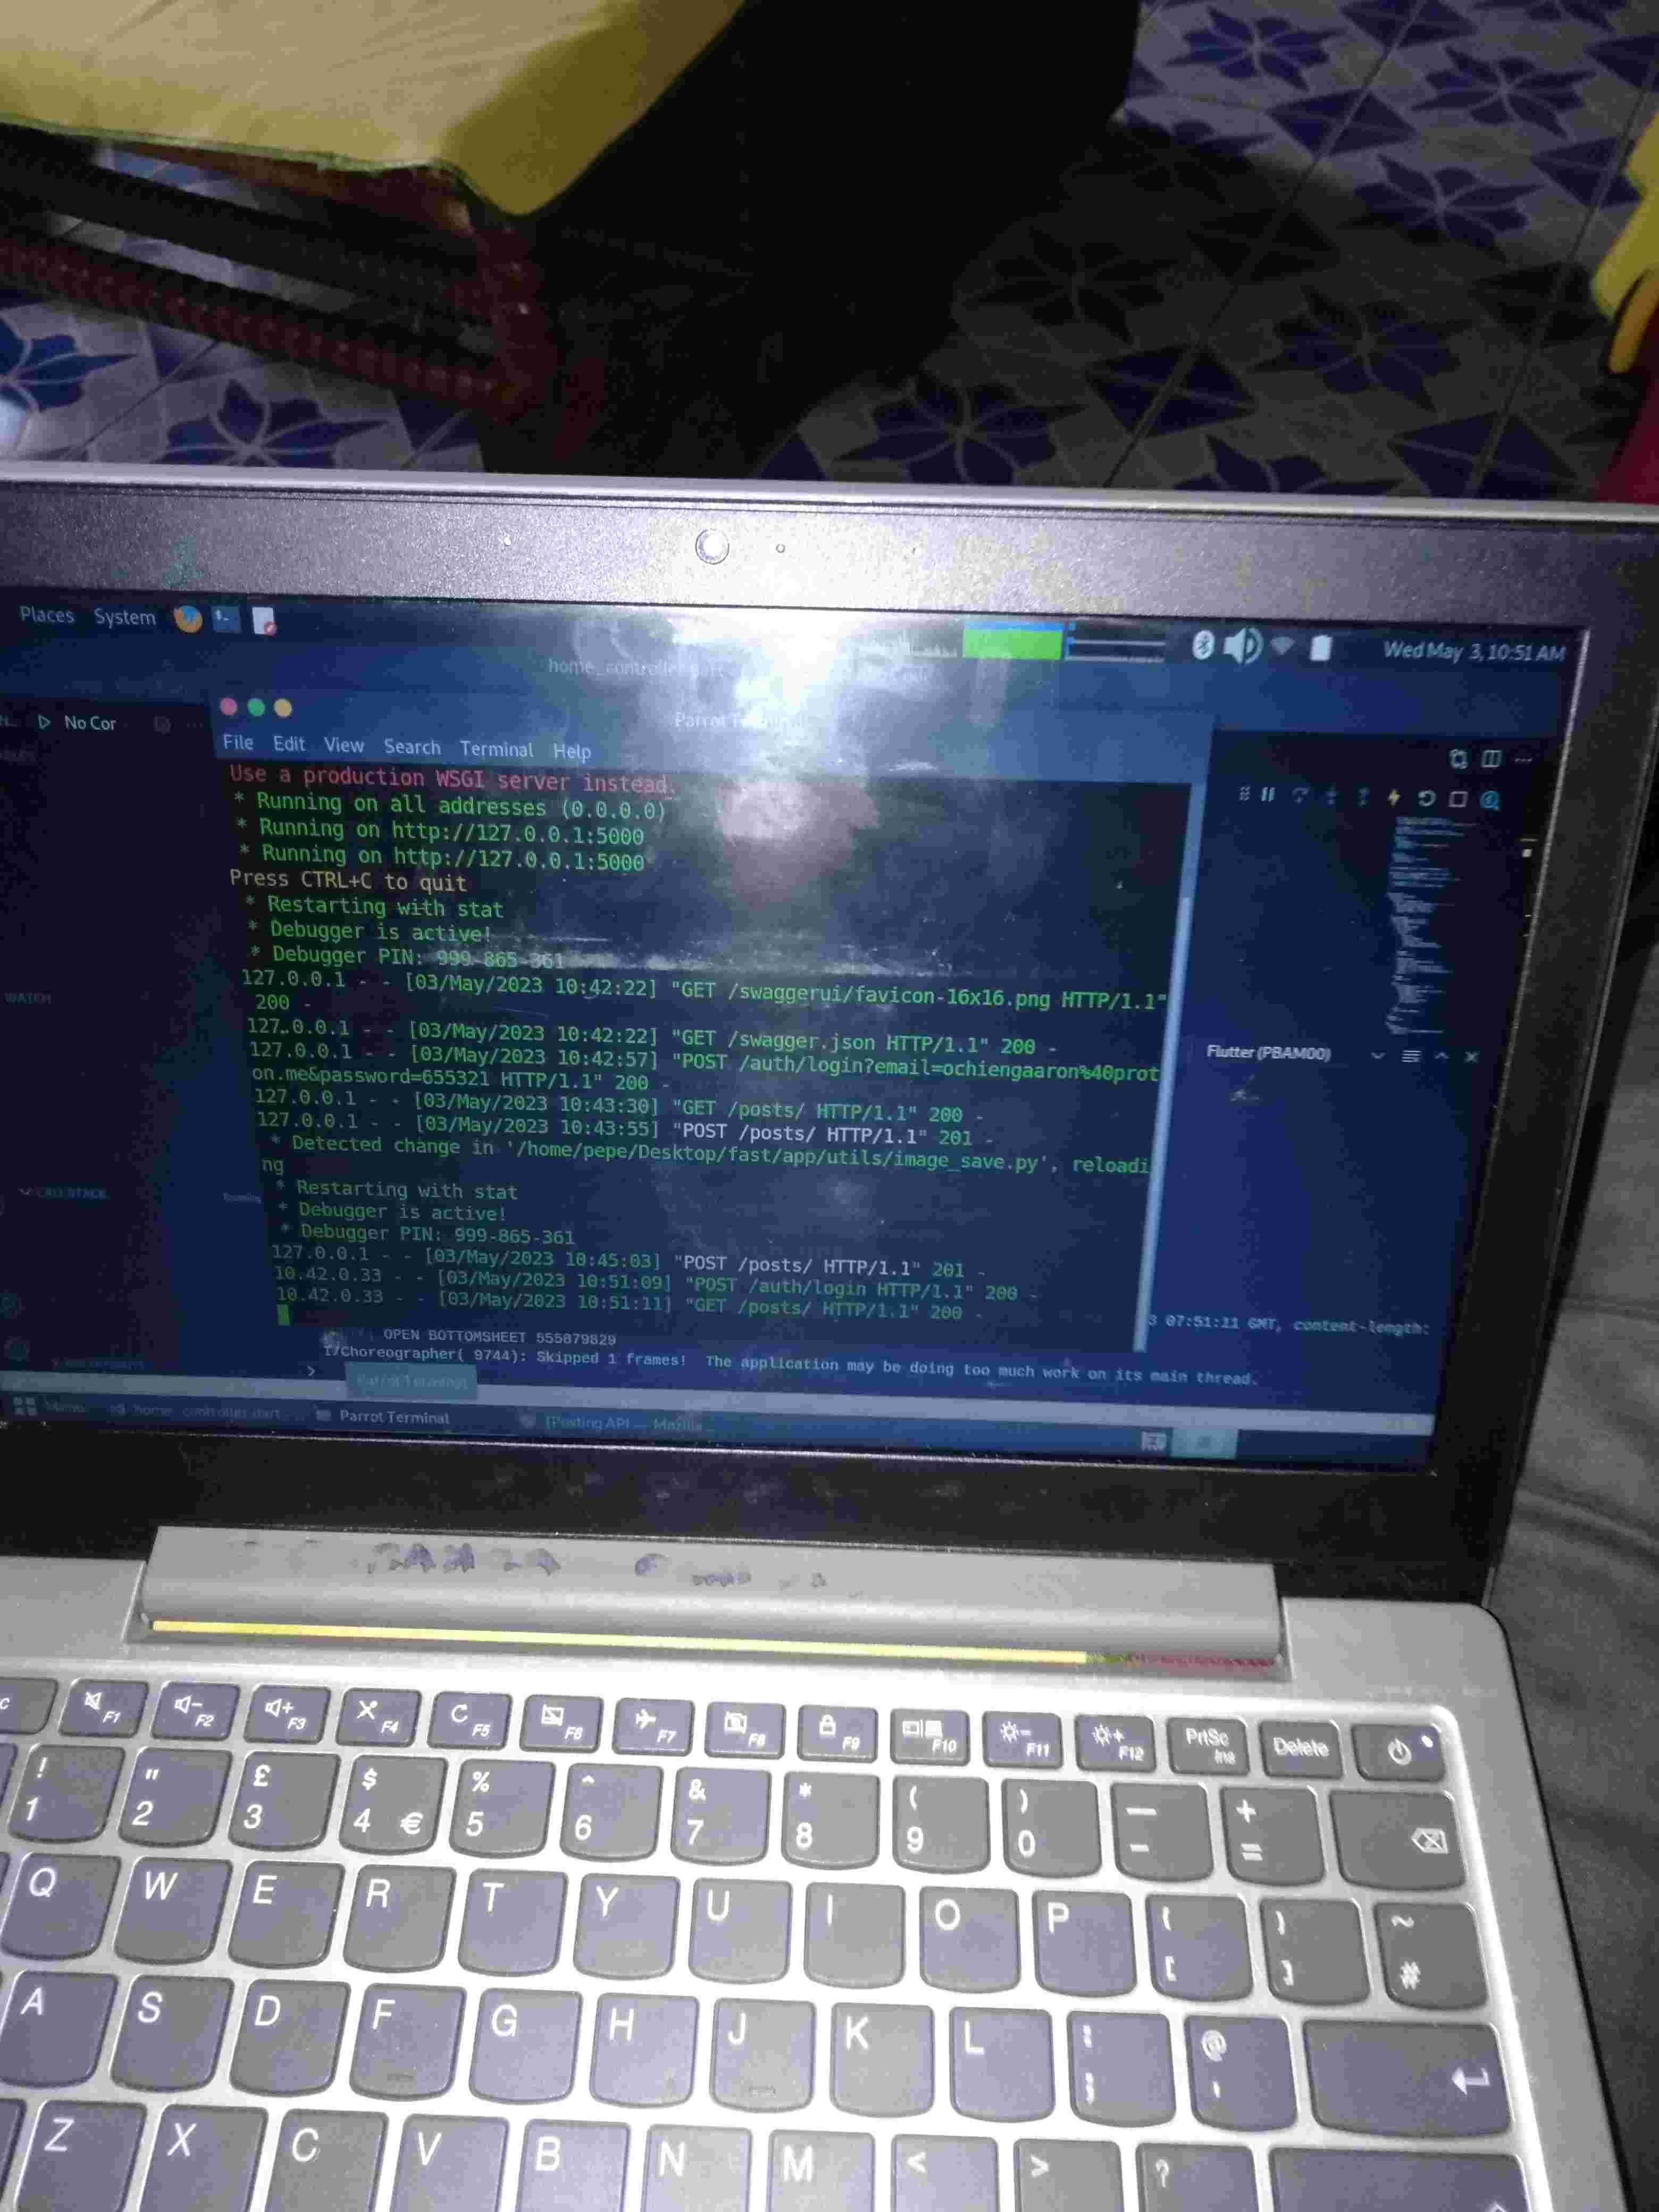 Places System
Wed May 3, 10:51 AM
No Cor
Parrot
File Edit View Search Terminal Help
Use a production WSGI server instead.
* Running on all addresses (0.0.0.0)
* Running on http://127.0.0.1:5000
* Running on http://127.0.0.1:5000
Press CTRL+C to quit
* Restarting with stat
* Debugger is active!
* Debugger PIN: 999-865-361
127.0.0.1 - - [03/May/2023 10:42:22] "GET /swaggerui/favicon-16x16.png HTTP/1.1"
200 -
127.0.0.1 - - [03/May/2023 10:42:22] "GET /swagger.json HTTP/1.1" 200 -
127.0.0.1 - - [03/May/2023 10:42:57] "POST /auth/login?email=ochiengaaron%40prot
on.me&password=655321 HTTP/1.1" 200 -
127.0.0.1 - - [03/May/2023 10:43:30] "GET /posts/ HTTP/1.1" 200 -
127.0.0.1 - - [03/May/2023 10:43:55] "POST /posts/ HTTP/1.1" 201 -
* Detected change in '/home/pepe/Desktop/fast/app/utils/image_save.py', reloadi
ng
* Restarting with stat
* Debugger is active!
* Debugger PIN: 999-865-361
127.0.0.1 - - [03/May/2023 10:45:03] "POST /posts/ HTTP/1.1" 201 -
10.42.0.33 - - [03/May/2023 10:51:09] "POST /auth/login HTTP/1.1" 200 -
10.42.0.33 - - [03/May/2023 10:51:11] "GET /posts/ HTTP/1.1" 200 -
WATCH
CALL STACK
Flutter (PBAM00)
3 07:51:11 GMT, content-length:
OPEN BOTTOMSHEET 555879829
I/Choreographer( 9744): Skipped 1 frames! The application may be doing too much work on its main thread.
Parrot Terminal
Menu home_controller.dart Parrot Terminal [Posting API — Mozilla
F1 F2 F3 F4 F5 F6 F7 F8 F9 F10 F11 F12 PrtSc Ins Delete
! " £ $ % ^ & * ( ) — +
1 2 3 4 € 5 6 7 8 9 0 - =
Q W E R T Y U I O P { [ } ] ~ #
A S D F G H J K L : ; @ '
Z X C V B N M < > ?